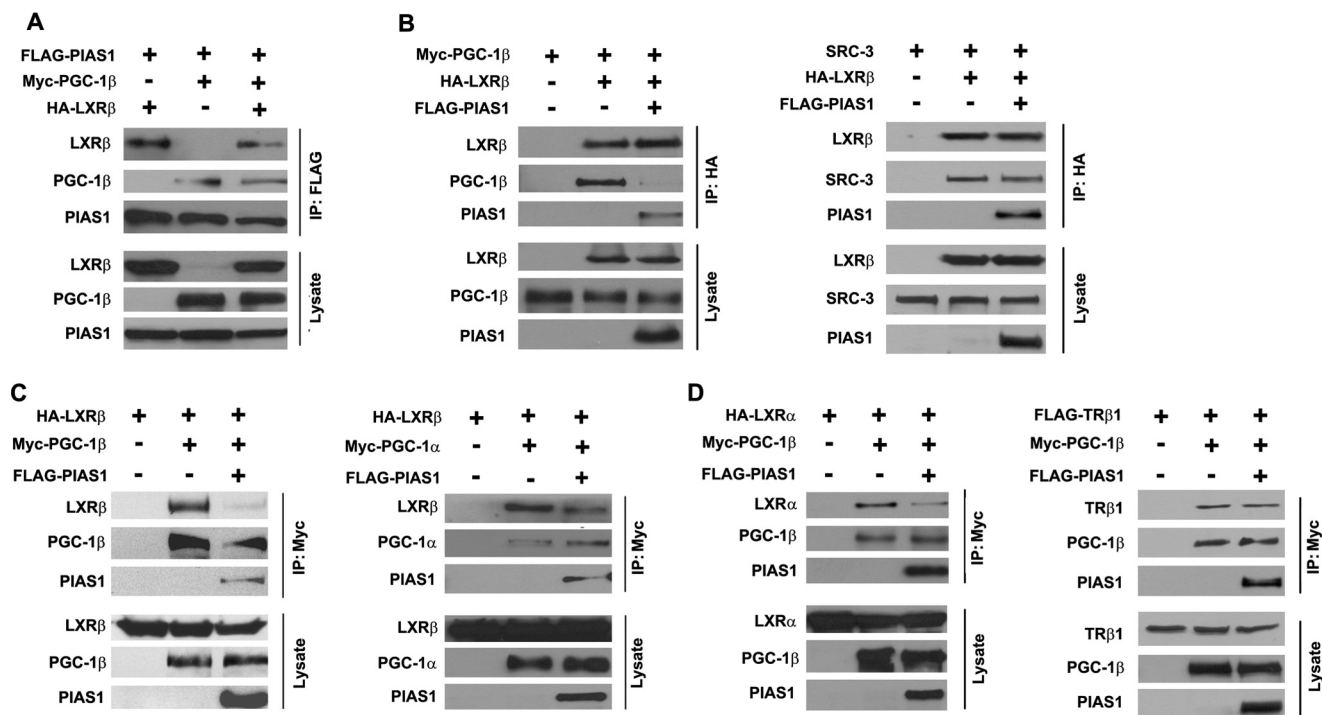 A
FLAG-PIAS1 + + +
Myc-PGC-1β - + +
HA-LXRβ + - +
LXRβ
PGC-1β
PIAS1
IP: FLAG
LXRβ
PGC-1β
PIAS1
Lysate
B
Myc-PGC-1β + + +
HA-LXRβ - + +
FLAG-PIAS1 - - +
LXRβ
PGC-1β
PIAS1
IP: HA
LXRβ
PGC-1β
PIAS1
Lysate
SRC-3 + + +
HA-LXRβ - + +
FLAG-PIAS1 - - +
LXRβ
SRC-3
PIAS1
IP: HA
LXRβ
SRC-3
PIAS1
Lysate
C
HA-LXRβ + + +
Myc-PGC-1β - + +
FLAG-PIAS1 - - +
LXRβ
PGC-1β
PIAS1
IP: Myc
LXRβ
PGC-1β
PIAS1
Lysate
HA-LXRβ + + +
Myc-PGC-1α - + +
FLAG-PIAS1 - - +
LXRβ
PGC-1α
PIAS1
IP: Myc
LXRβ
PGC-1α
PIAS1
Lysate
D
HA-LXRα + + +
Myc-PGC-1β - + +
FLAG-PIAS1 - - +
LXRα
PGC-1β
PIAS1
IP: Myc
LXRα
PGC-1β
PIAS1
Lysate
FLAG-TRβ1 + + +
Myc-PGC-1β - + +
FLAG-PIAS1 - - +
TRβ1
PGC-1β
PIAS1
IP: Myc
TRβ1
PGC-1β
PIAS1
Lysate